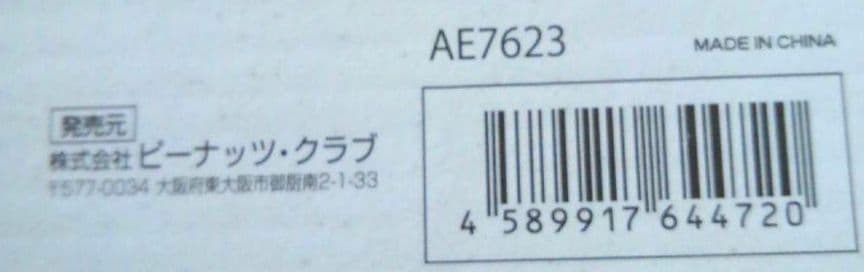 AE7623
MADE IN CHINA
発売元
株式会社 ピーナッツ・クラブ
〒577-0034 大阪府東大阪市御厨南2-1-33
4 589917 644720